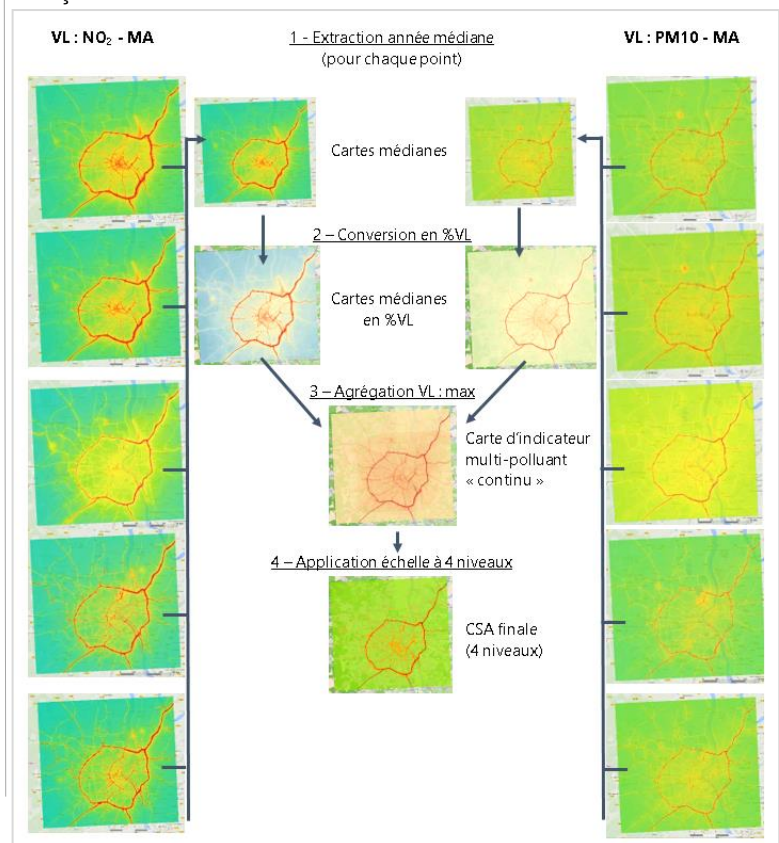 VL : NO₂ - MA
1 - Extraction année médiane
(pour chaque point)
VL : PM10 - MA
Cartes médianes
2 – Conversion en %VL
Cartes médianes
en %VL
3 – Agrégation VL : max
Carte d'indicateur
multi-polluant
« continu »
4 – Application échelle à 4 niveaux
CSA finale
(4 niveaux)